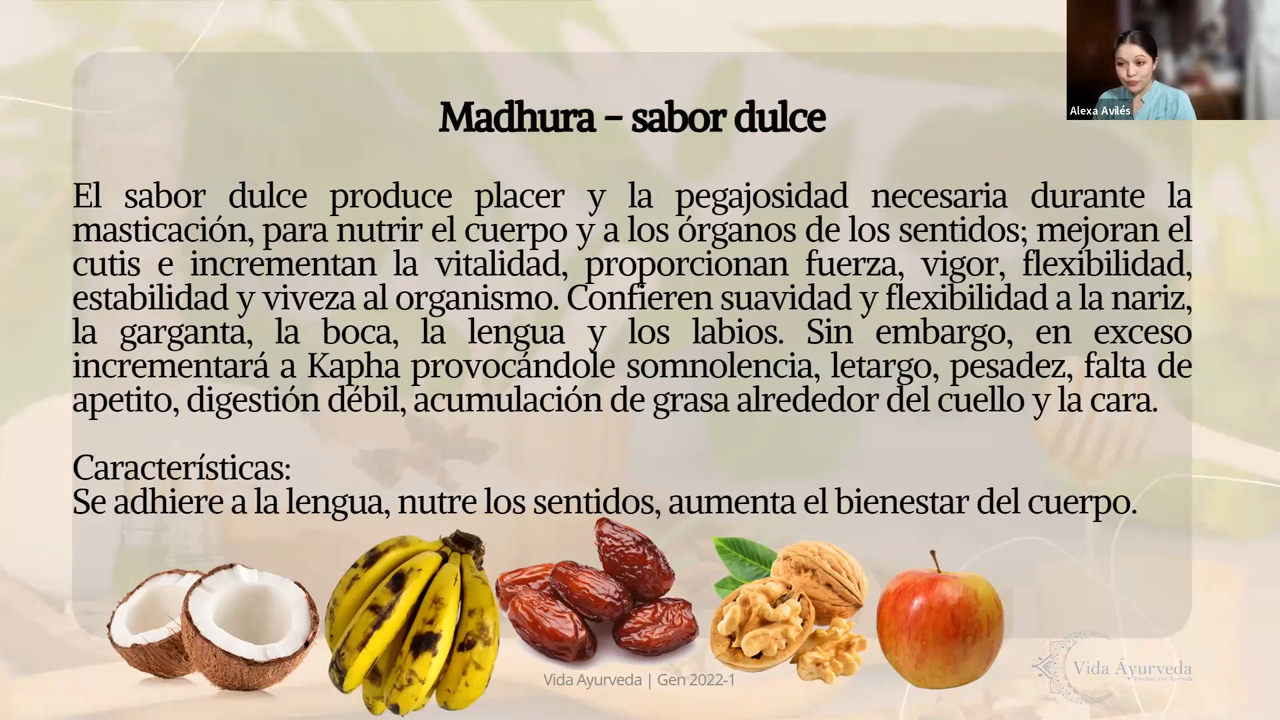 Alexa Avilés
Madhura – sabor dulce
El sabor dulce produce placer y la pegajosidad necesaria durante la
masticación, para nutrir el cuerpo y a los órganos de los sentidos; mejoran el
cutis e incrementan la vitalidad, proporcionan fuerza, vigor, flexibilidad,
estabilidad y viveza al organismo. Confieren suavidad y flexibilidad a la nariz,
la garganta, la boca, la lengua y los labios. Sin embargo, en exceso
incrementará a Kapha provocándole somnolencia, letargo, pesadez, falta de
apetito, digestión débil, acumulación de grasa alrededor del cuello y la cara.
Características:
Se adhiere a la lengua, nutre los sentidos, aumenta el bienestar del cuerpo.
Vida Ayurveda | Gen 2022-1
Vida Áyurveda